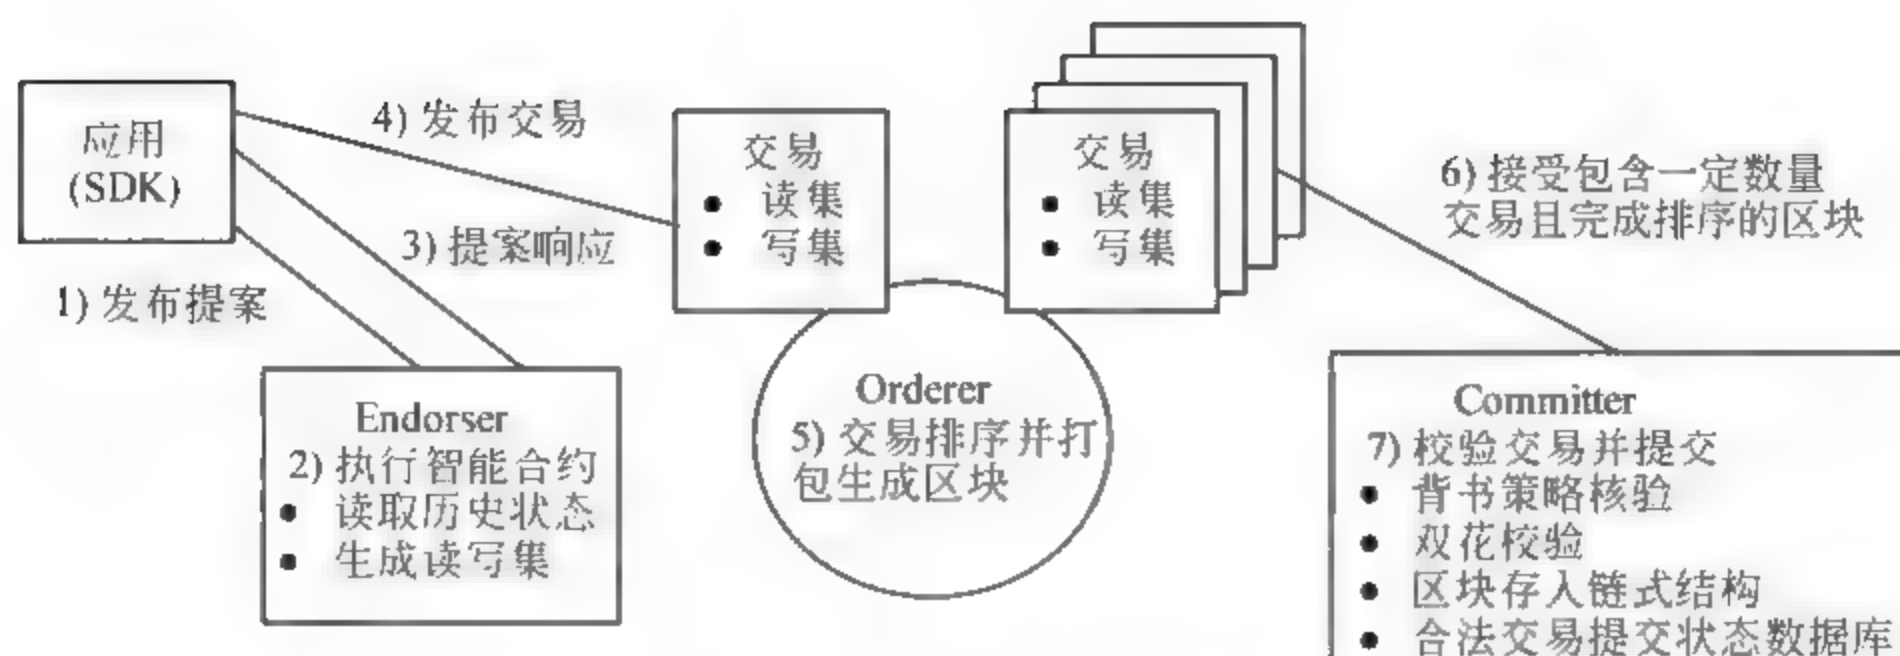 应用
(SDK)
4) 发布交易
3) 提案响应
1) 发布提案
Endorser
2) 执行智能合约
• 读取历史状态
• 生成读写集
交易
• 读集
• 写集
Orderer
5) 交易排序并打
包生成区块
交易
• 读集
• 写集
6) 接受包含一定数量
交易且完成排序的区块
Committer
7) 校验交易并提交
• 背书策略核验
• 双花校验
• 区块存入链式结构
• 合法交易提交状态数据库